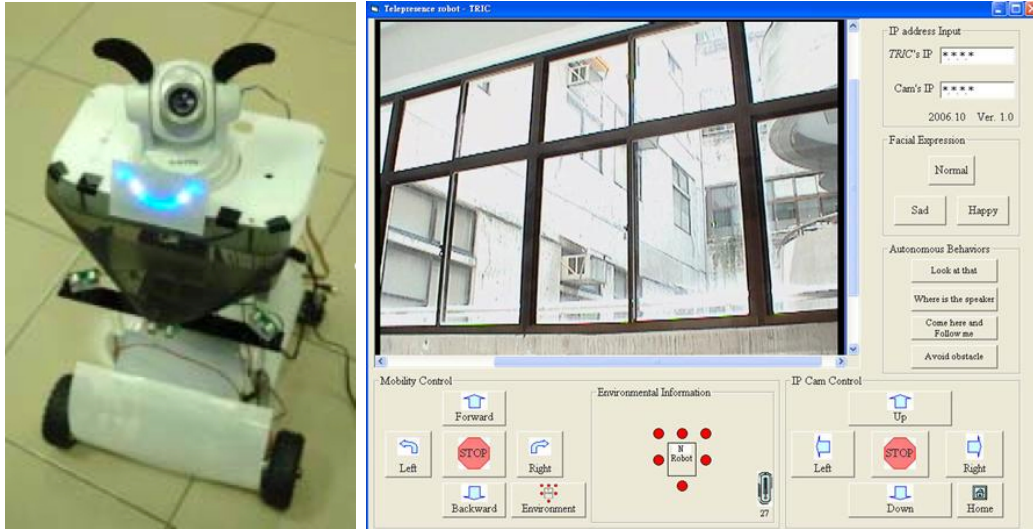 Telepresence robot - TRIC
IP address Input
TRIC's IP
*.*.*.*
Cam's IP
*.*.*.*
2006.10 Ver. 1.0
Facial Expression
Normal
Sad
Happy
Autonomous Behaviors
Look at that
Where is the speaker
Come here and
Follow me
Avoid obstacle
Mobility Control
Forward
Left
STOP
Right
Backward
Environment
Environmental Information
N
Robot
27
IP Cam Control
Up
Left
STOP
Right
Down
Home